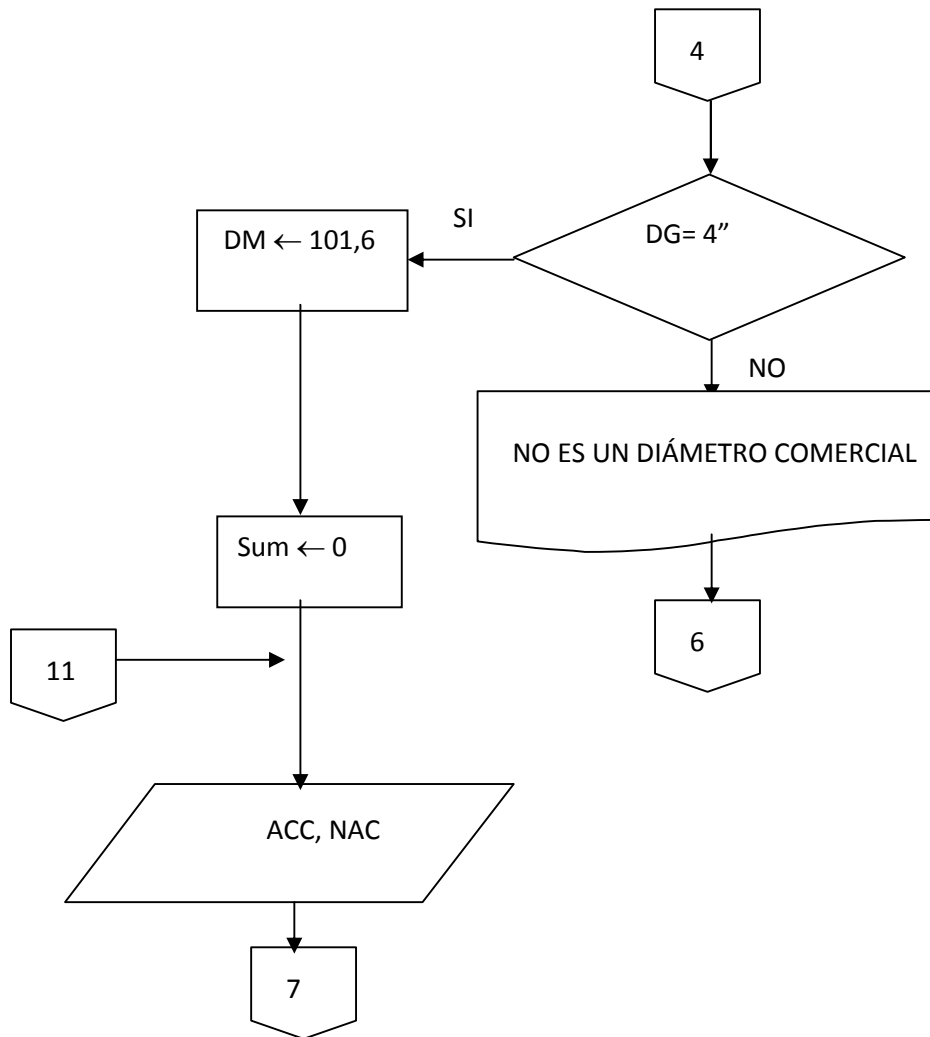 4
DG= 4”
SI
DM ← 101,6
NO
NO ES UN DIÁMETRO COMERCIAL
Sum ← 0
6
11
ACC, NAC
7